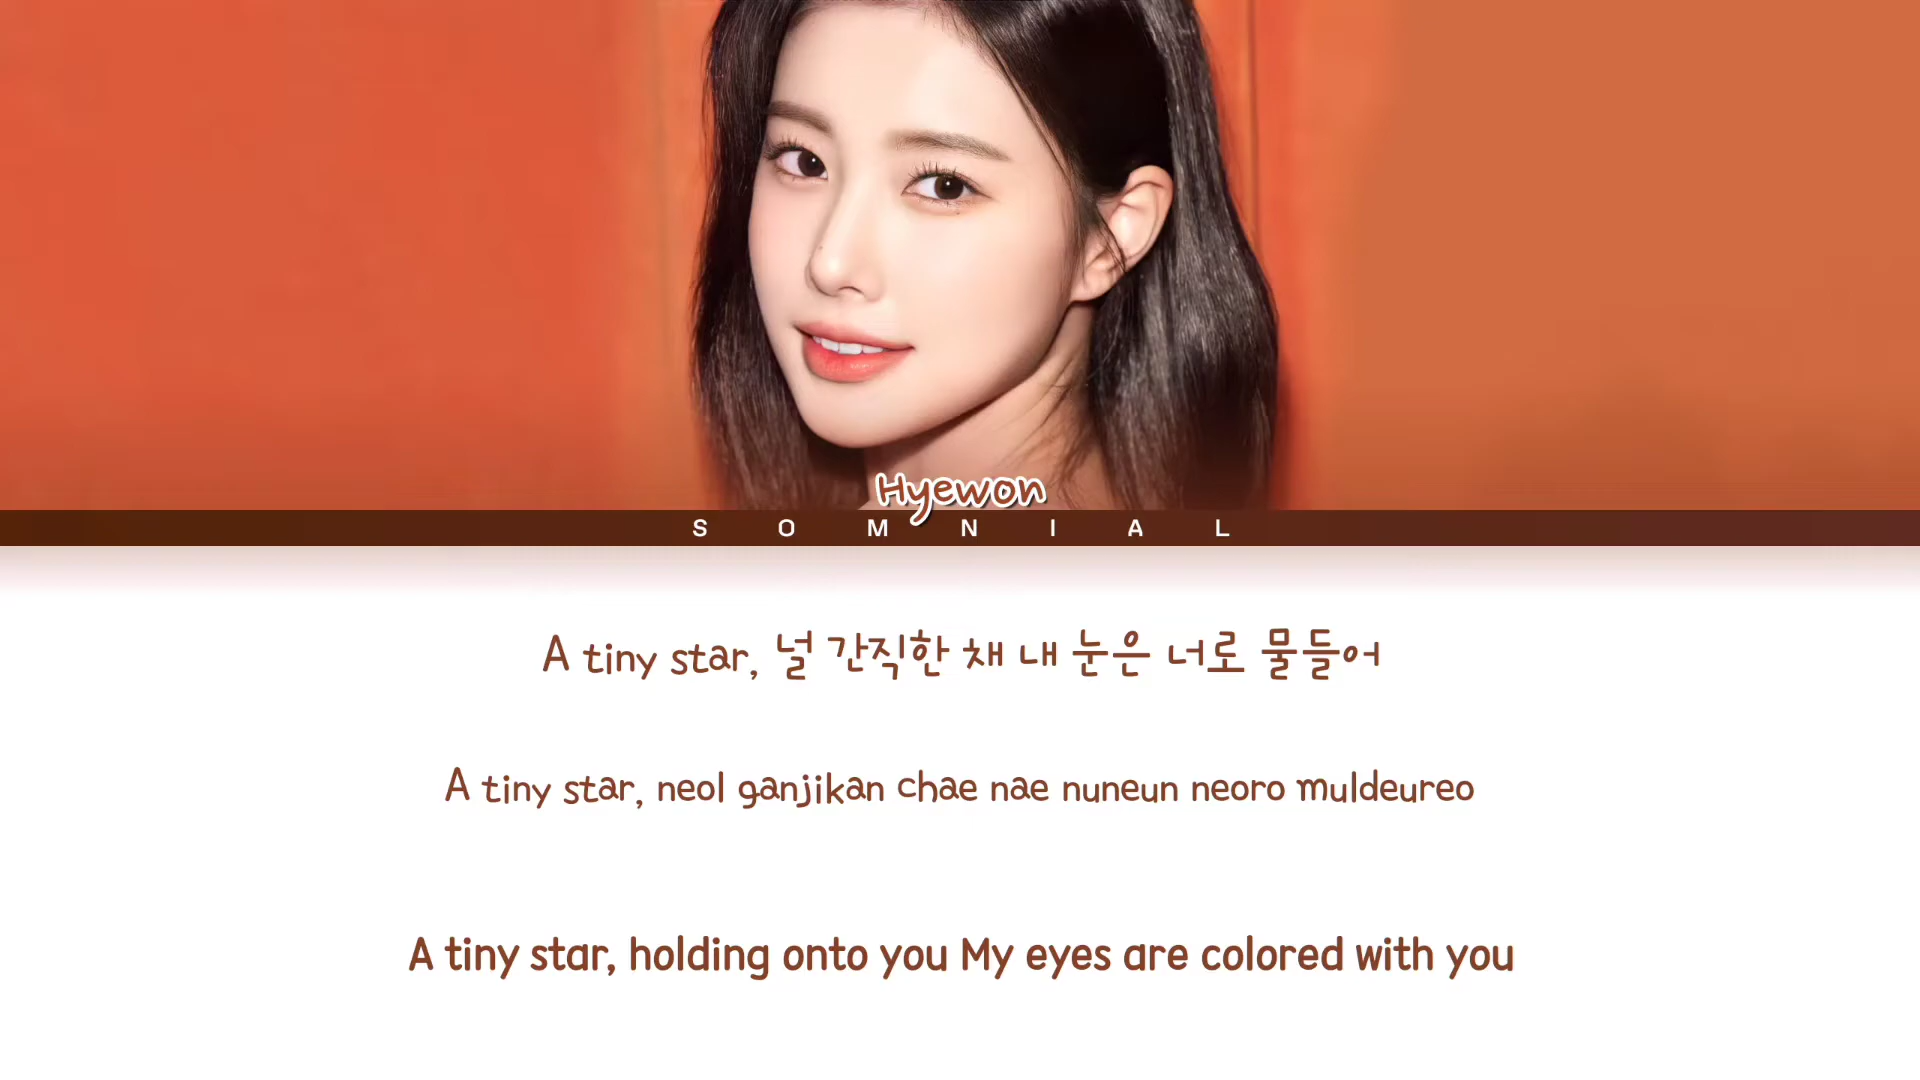 Hyewon
SOMNIAL
A tiny star, 널 간직한 채 내 눈은 너로 물들어
A tiny star, neol ganjikan chae nae nuneun neoro muldeureo
A tiny star, holding onto you My eyes are colored with you